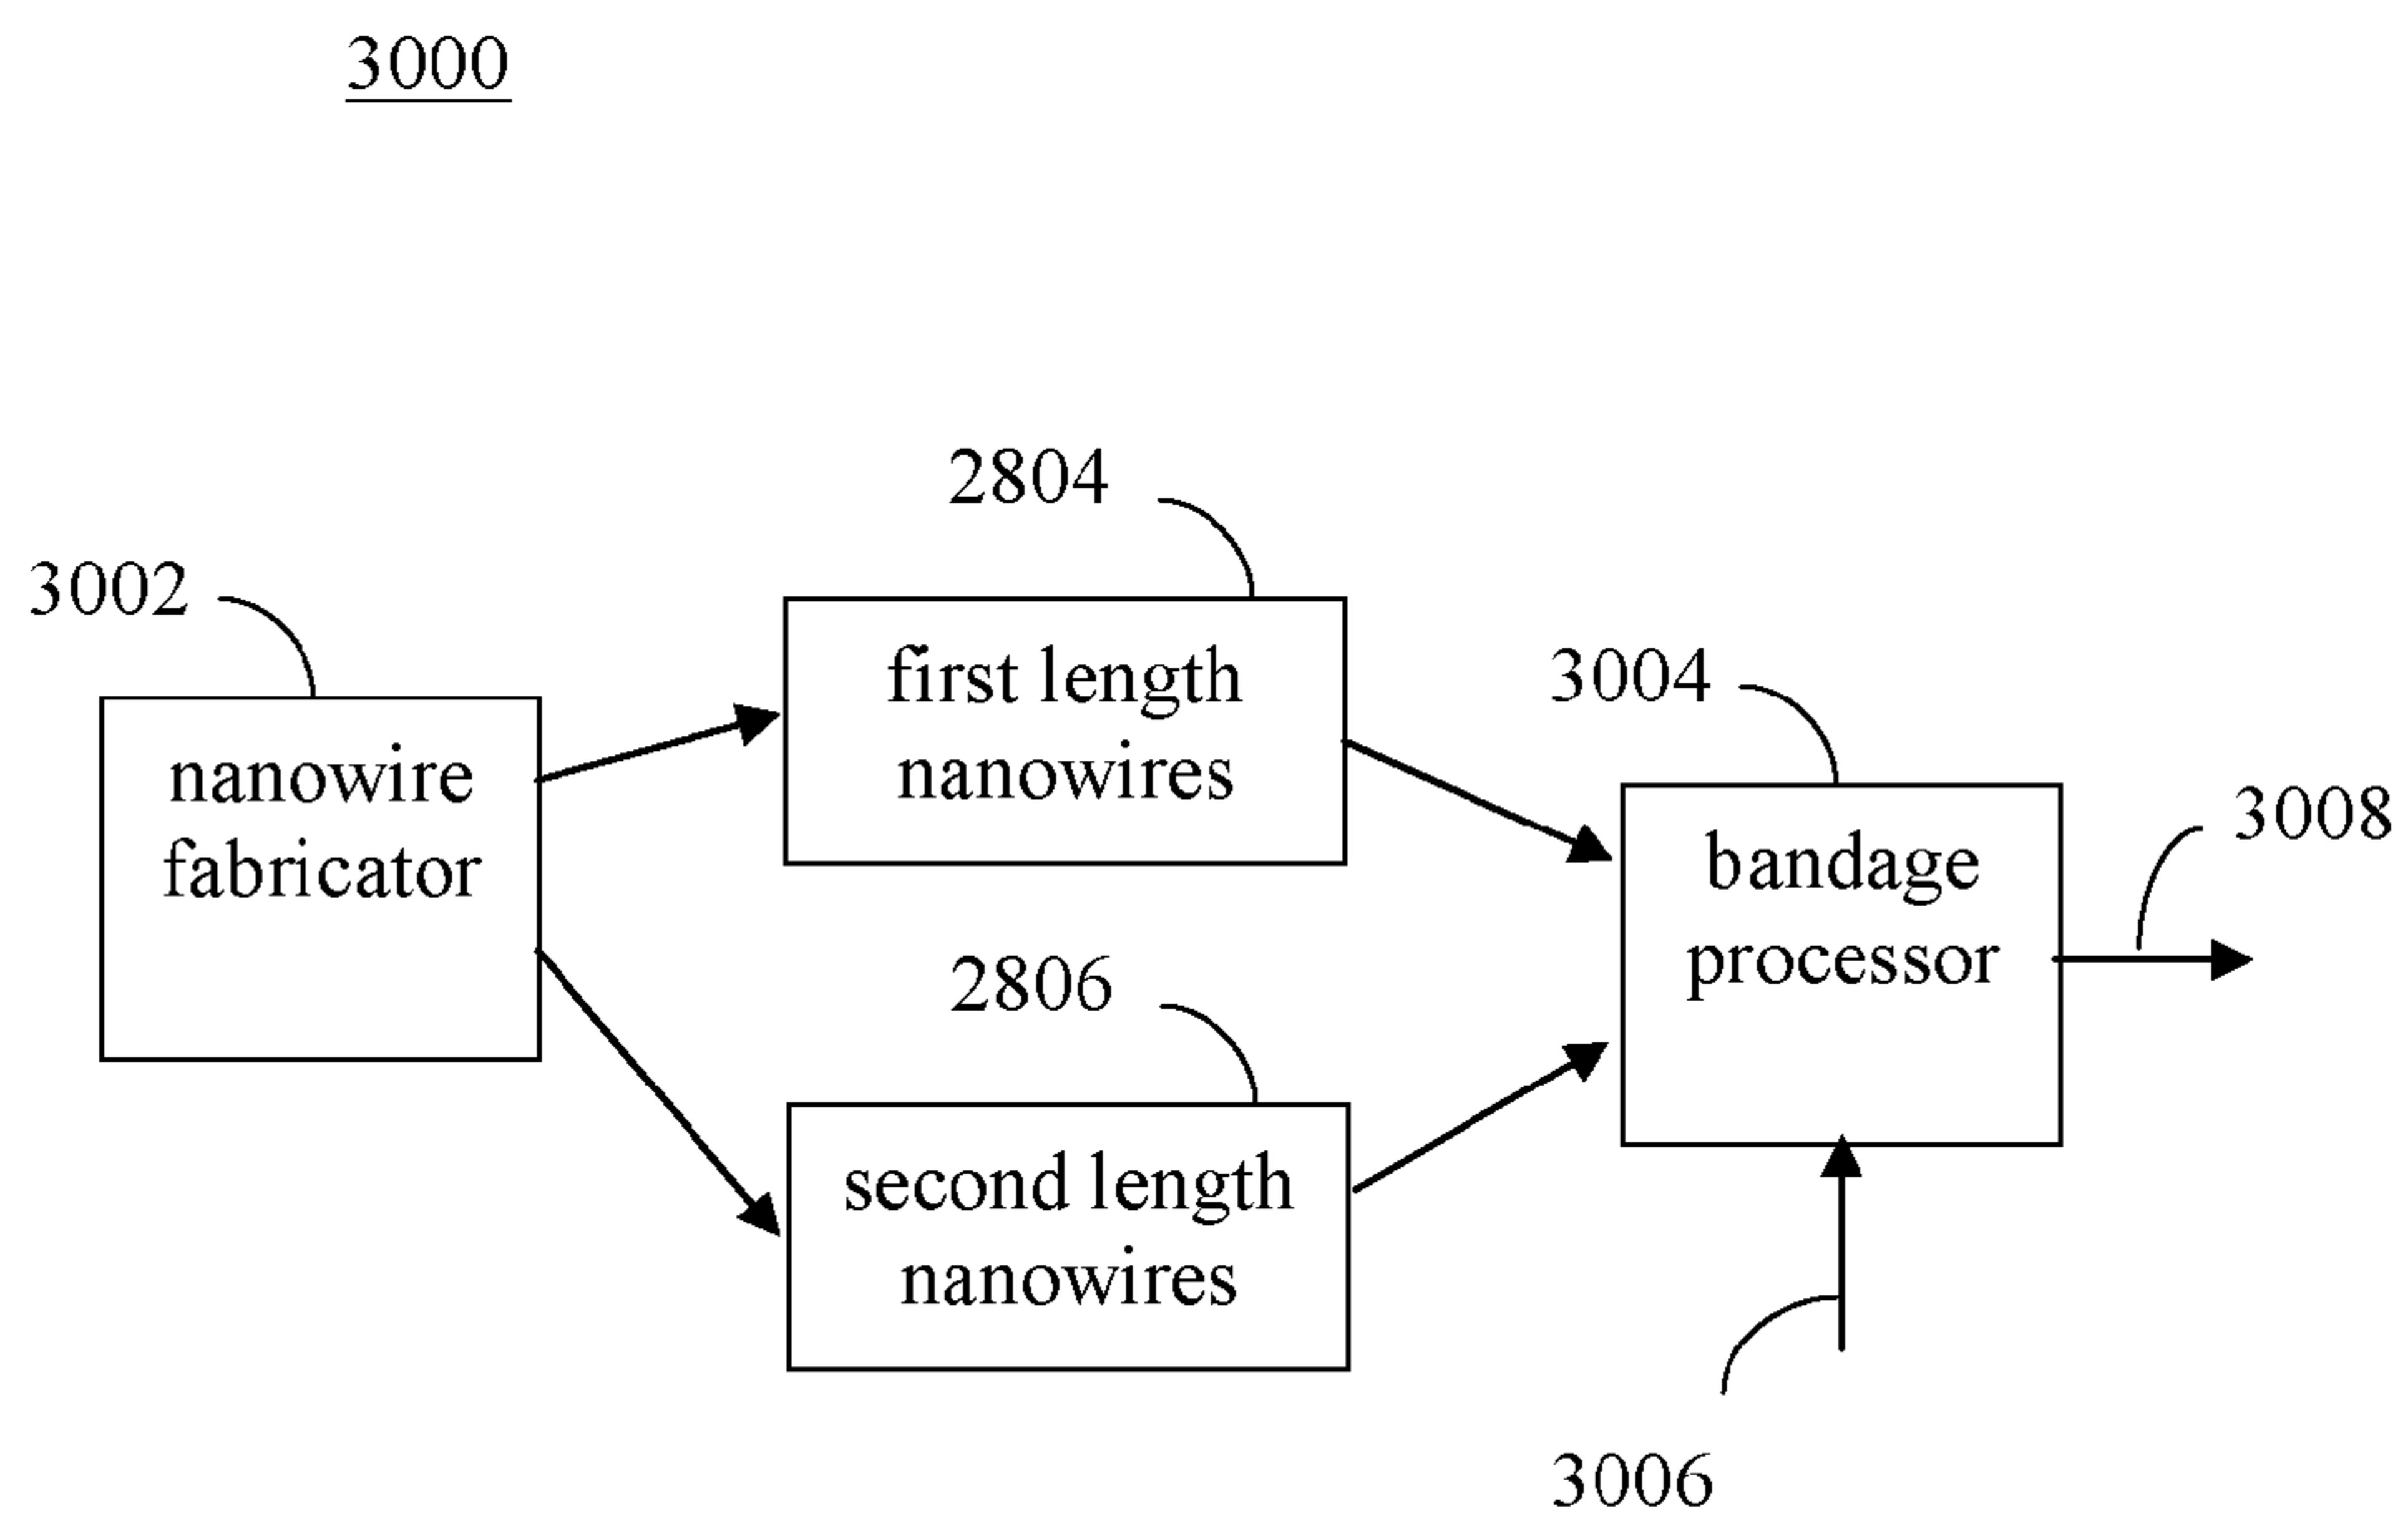 3000
2804
3002
first length
nanowires
3004
nanowire
fabricator
3008
bandage
processor
2806
second length
nanowires
3006